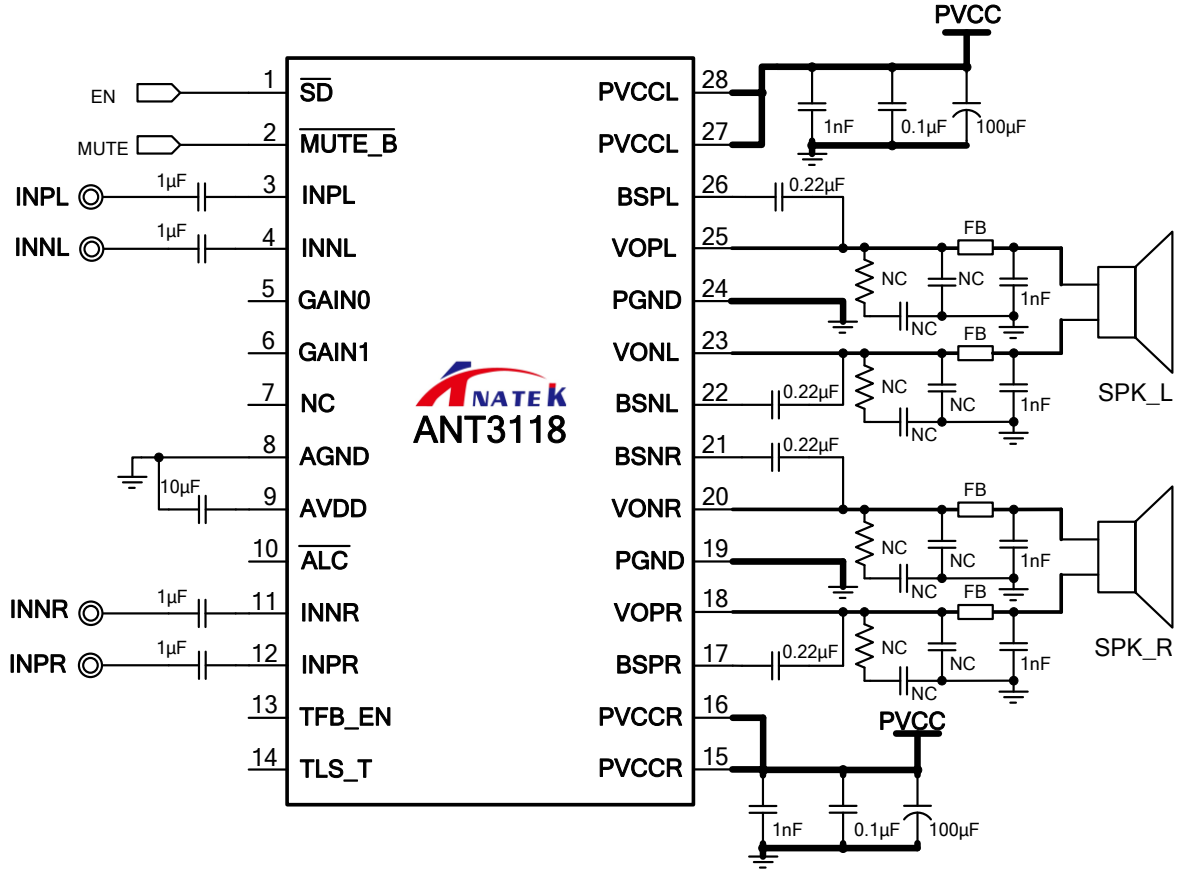 PVCC
EN
1
SD
PVCCL
28
1nF
0.1µF
100µF
MUTE
2
MUTE_B
PVCCL
27
INPL
1µF
3
INPL
BSPL
26
0.22µF
INNL
1µF
4
INNL
VOPL
25
FB
NC
NC
1nF
NC
5
GAIN0
PGND
24
6
GAIN1
VONL
23
FB
NC
NC
1nF
NC
7
NC
BSNL
22
0.22µF
SPK_L
ANATEK
ANT3118
8
AGND
BSNR
21
0.22µF
10µF
9
AVDD
VONR
20
FB
NC
NC
1nF
NC
10
ALC
PGND
19
INNR
1µF
11
INNR
VOPR
18
FB
NC
NC
1nF
NC
INPR
1µF
12
INPR
BSPR
17
0.22µF
SPK_R
13
TFB_EN
PVCCR
16
PVCC
14
TLS_T
PVCCR
15
1nF
0.1µF
100µF